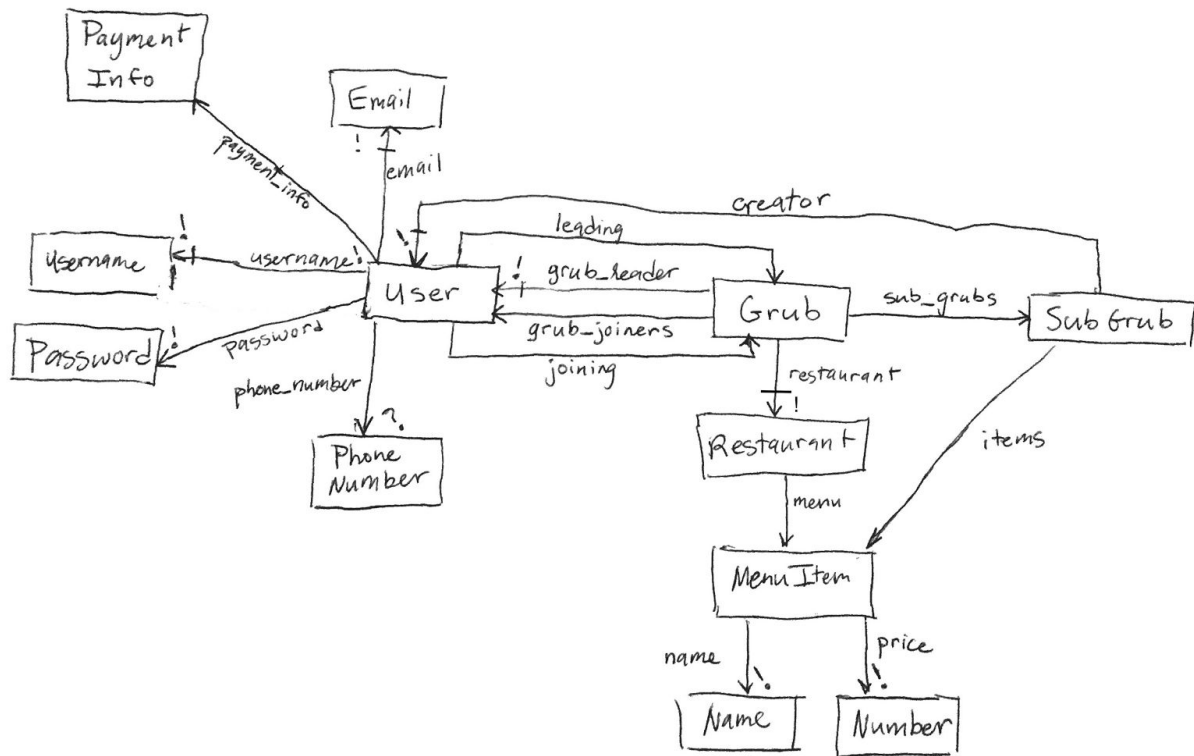 Payment
Info
Email
!
email
payment_info
creator
!
leading
!
username
username
!
!
grub_leader
User
Grub
sub_grubs
SubGrub
!
Password
password
grub_joiners
joining
phone_number
restaurant
!
?
Phone
Number
Restaurant
items
menu
MenuItem
name
price
!
!
Name
Number